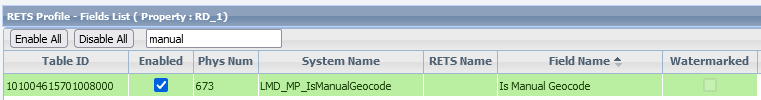 RETS Profile - Fields List ( Property : RD_1)
Enable All Disable All manual
Table ID Enabled Phys Num System Name RETS Name Field Name Watermarked
101004615701008000 673 LMD_MP_IsManualGeocode Is Manual Geocode